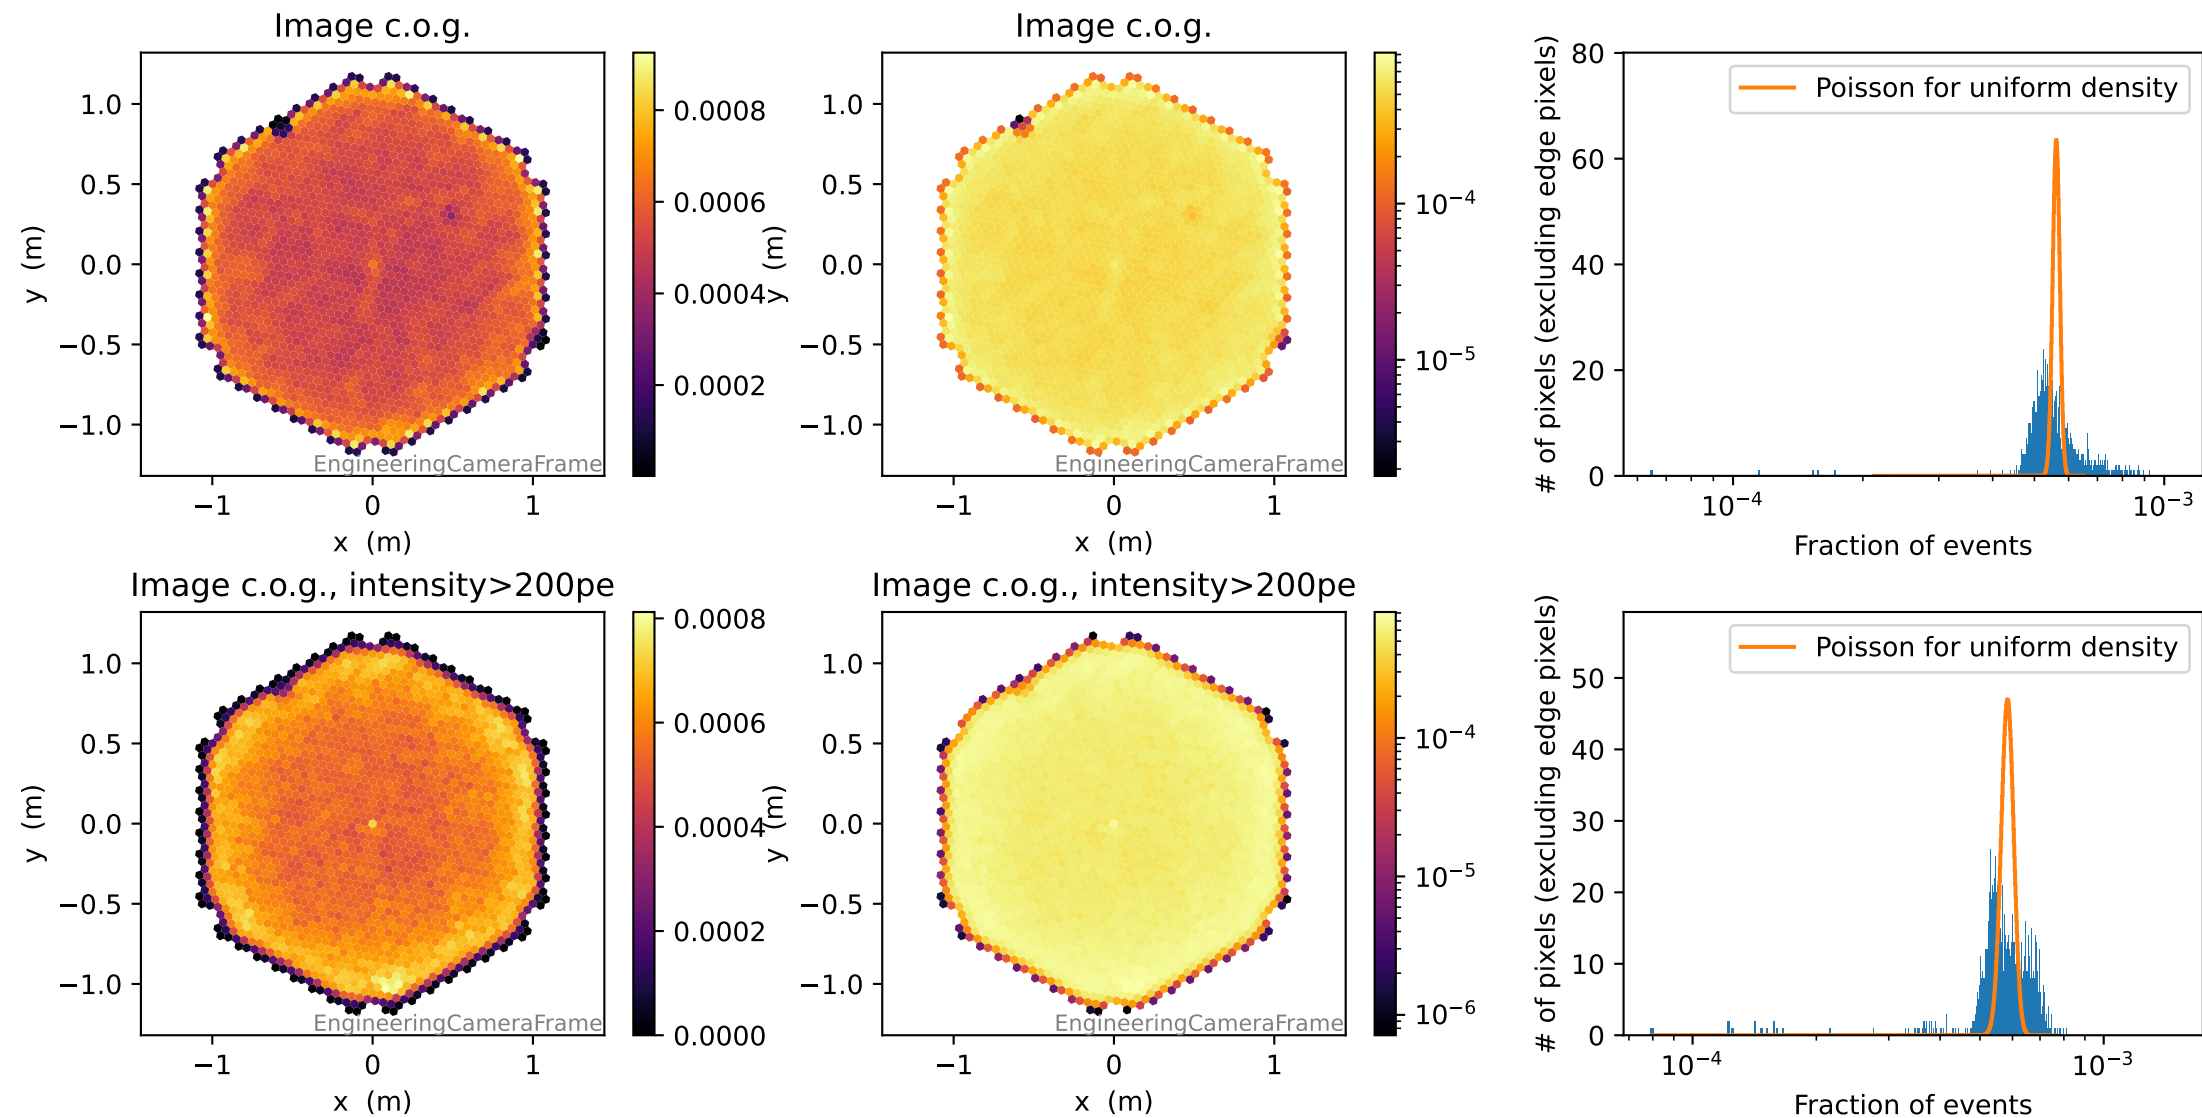 Image c.o.g.
y (m)
1.0
0.5
0.0
−0.5
−1.0
EngineeringCameraFrame
−1
0
1
x (m)
0.0008
0.0006
0.0004
0.0002
Image c.o.g.
y (m)
1.0
0.5
0.0
−0.5
−1.0
EngineeringCameraFrame
−1
0
1
x (m)
10⁻⁴
10⁻⁵
# of pixels (excluding edge pixels)
80
60
40
20
0
Poisson for uniform density
10⁻⁴
10⁻³
Fraction of events
Image c.o.g., intensity>200pe
y (m)
1.0
0.5
0.0
−0.5
−1.0
EngineeringCameraFrame
−1
0
1
x (m)
0.0008
0.0006
0.0004
0.0002
0.0000
Image c.o.g., intensity>200pe
y (m)
1.0
0.5
0.0
−0.5
−1.0
EngineeringCameraFrame
−1
0
1
x (m)
10⁻⁴
10⁻⁵
10⁻⁶
# of pixels (excluding edge pixels)
50
40
30
20
10
0
Poisson for uniform density
10⁻⁴
10⁻³
Fraction of events